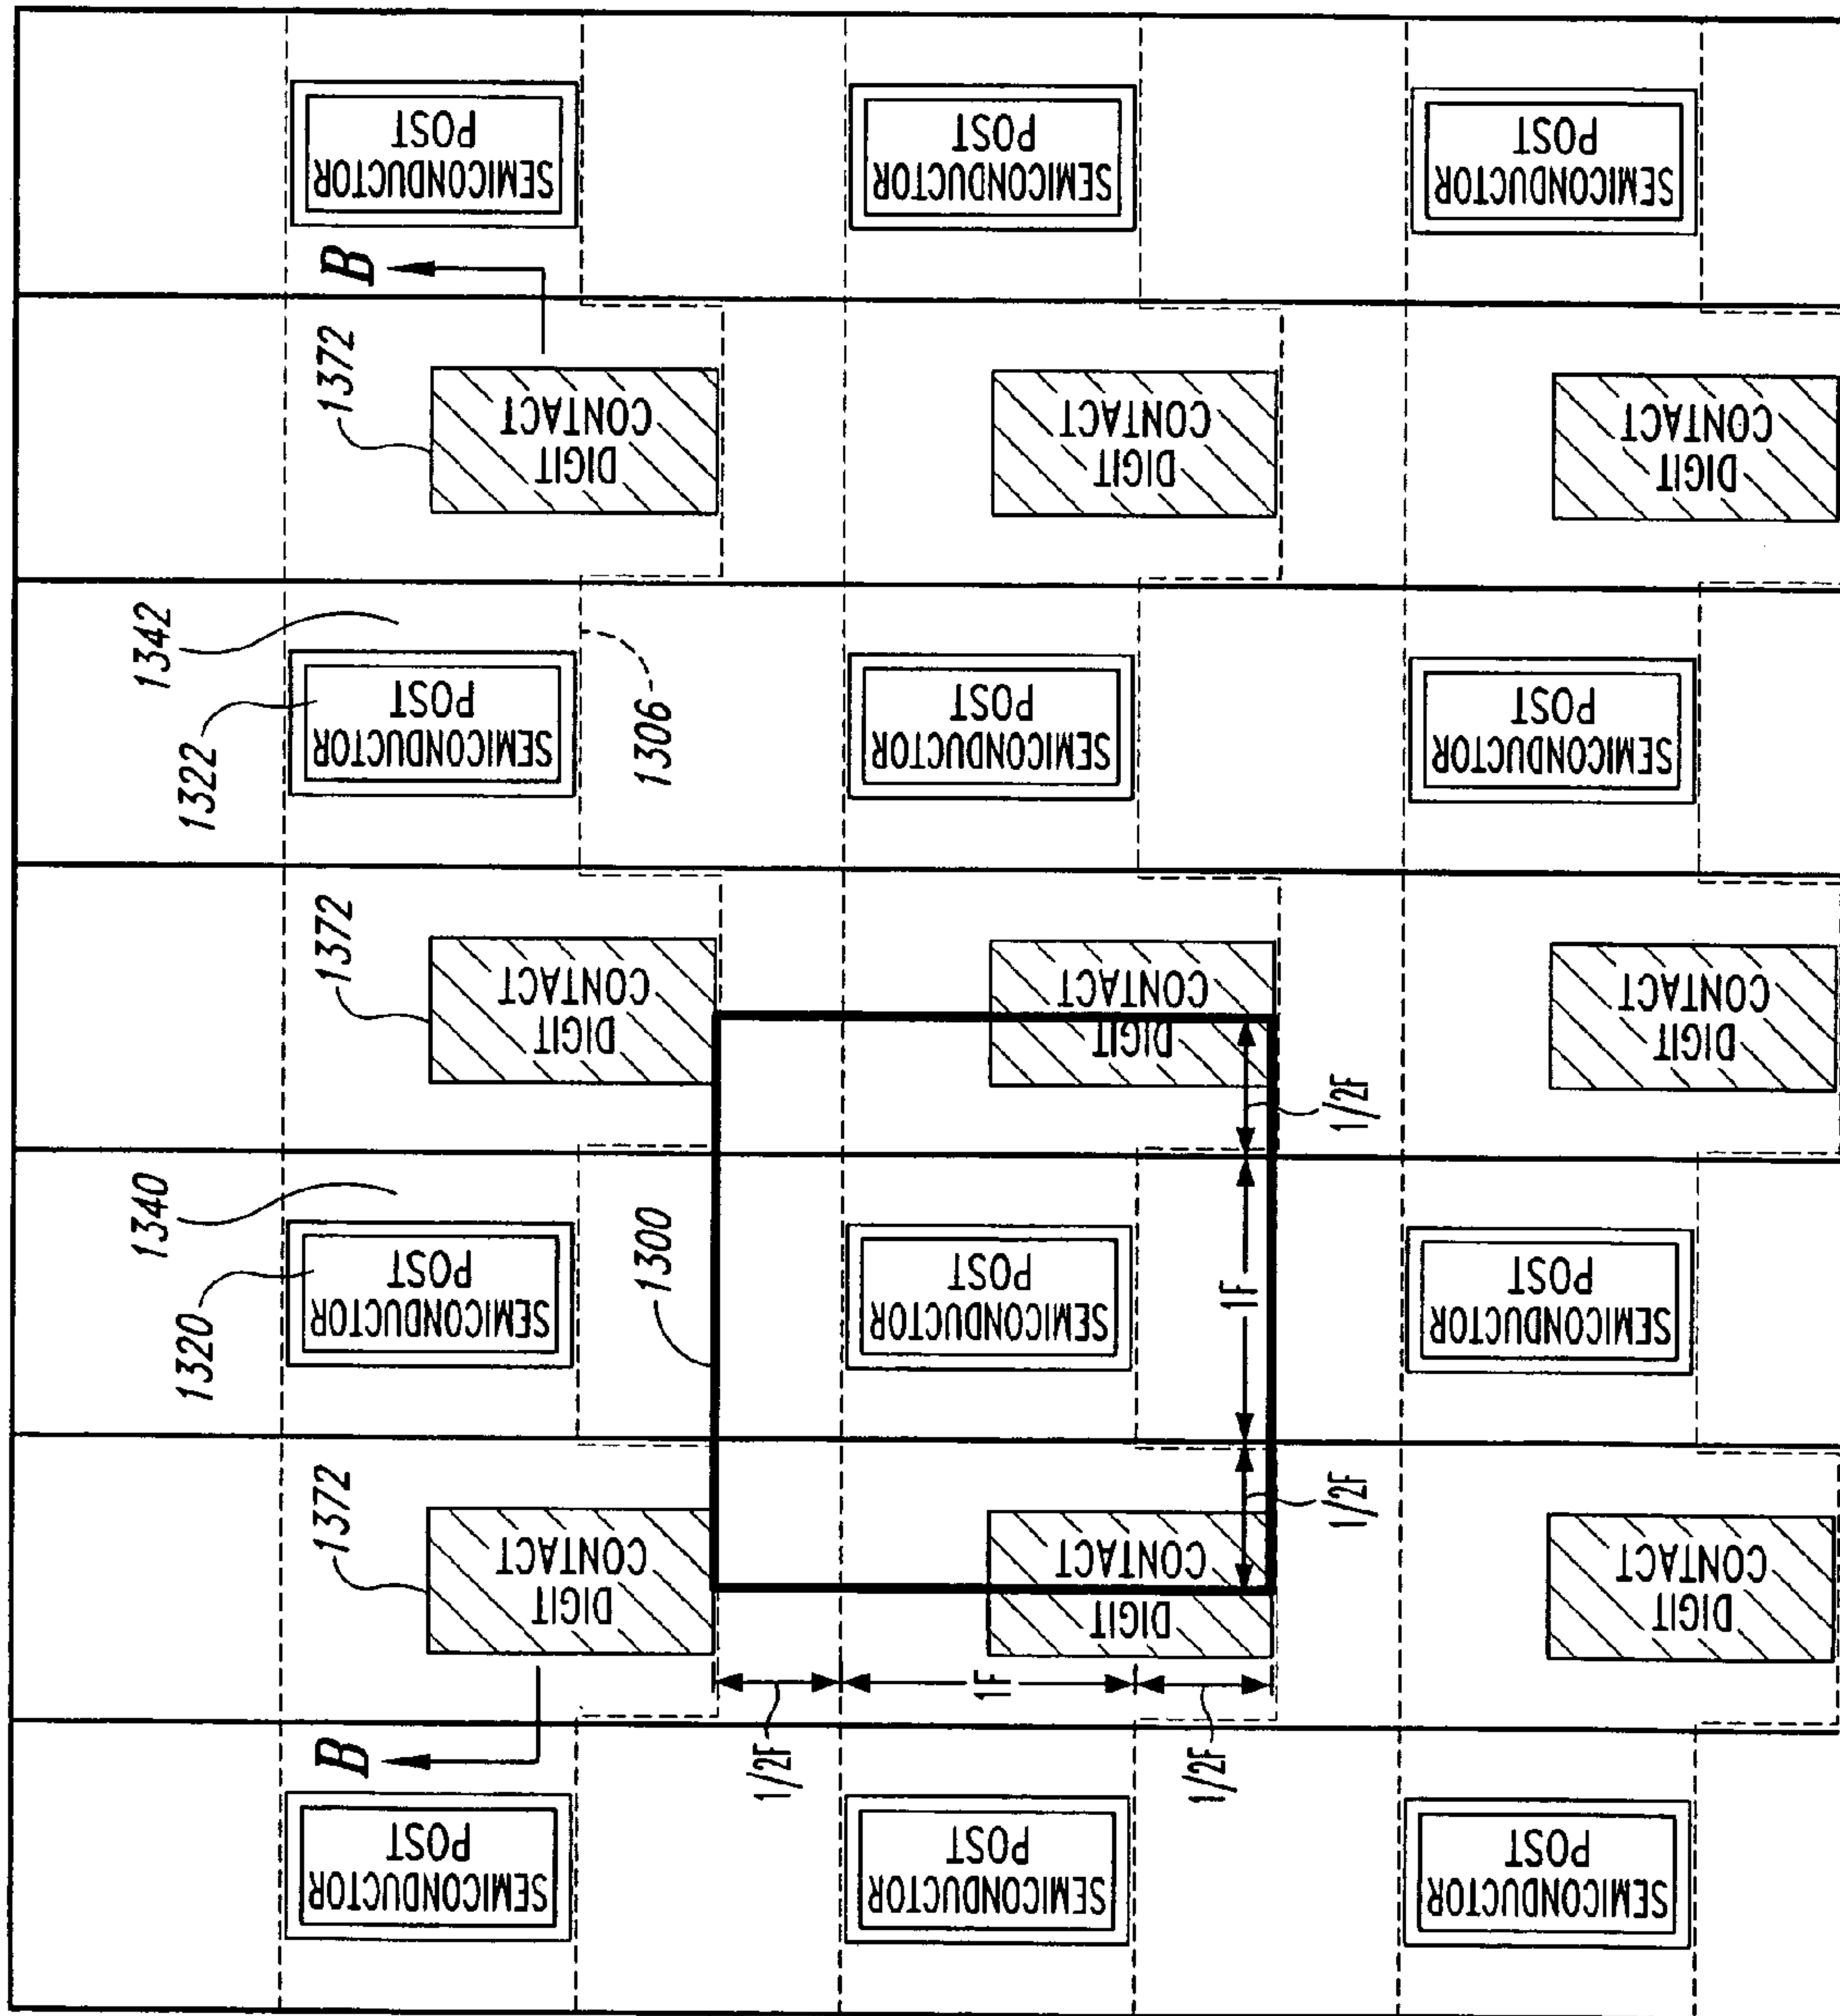 SEMICONDUCTOR
POST
SEMICONDUCTOR
POST
SEMICONDUCTOR
POST
B
1372
DIGIT
CONTACT
DIGIT
CONTACT
DIGIT
CONTACT
1342
1322
SEMICONDUCTOR
POST
1306
SEMICONDUCTOR
POST
SEMICONDUCTOR
POST
1372
DIGIT
CONTACT
DIGIT
CONTACT
DIGIT
CONTACT
1/2F
1340
1320
SEMICONDUCTOR
POST
1300
SEMICONDUCTOR
POST
1F
SEMICONDUCTOR
POST
1372
DIGIT
CONTACT
DIGIT
CONTACT
1/2F
DIGIT
CONTACT
B
1/2F
1F
1/2F
SEMICONDUCTOR
POST
SEMICONDUCTOR
POST
SEMICONDUCTOR
POST